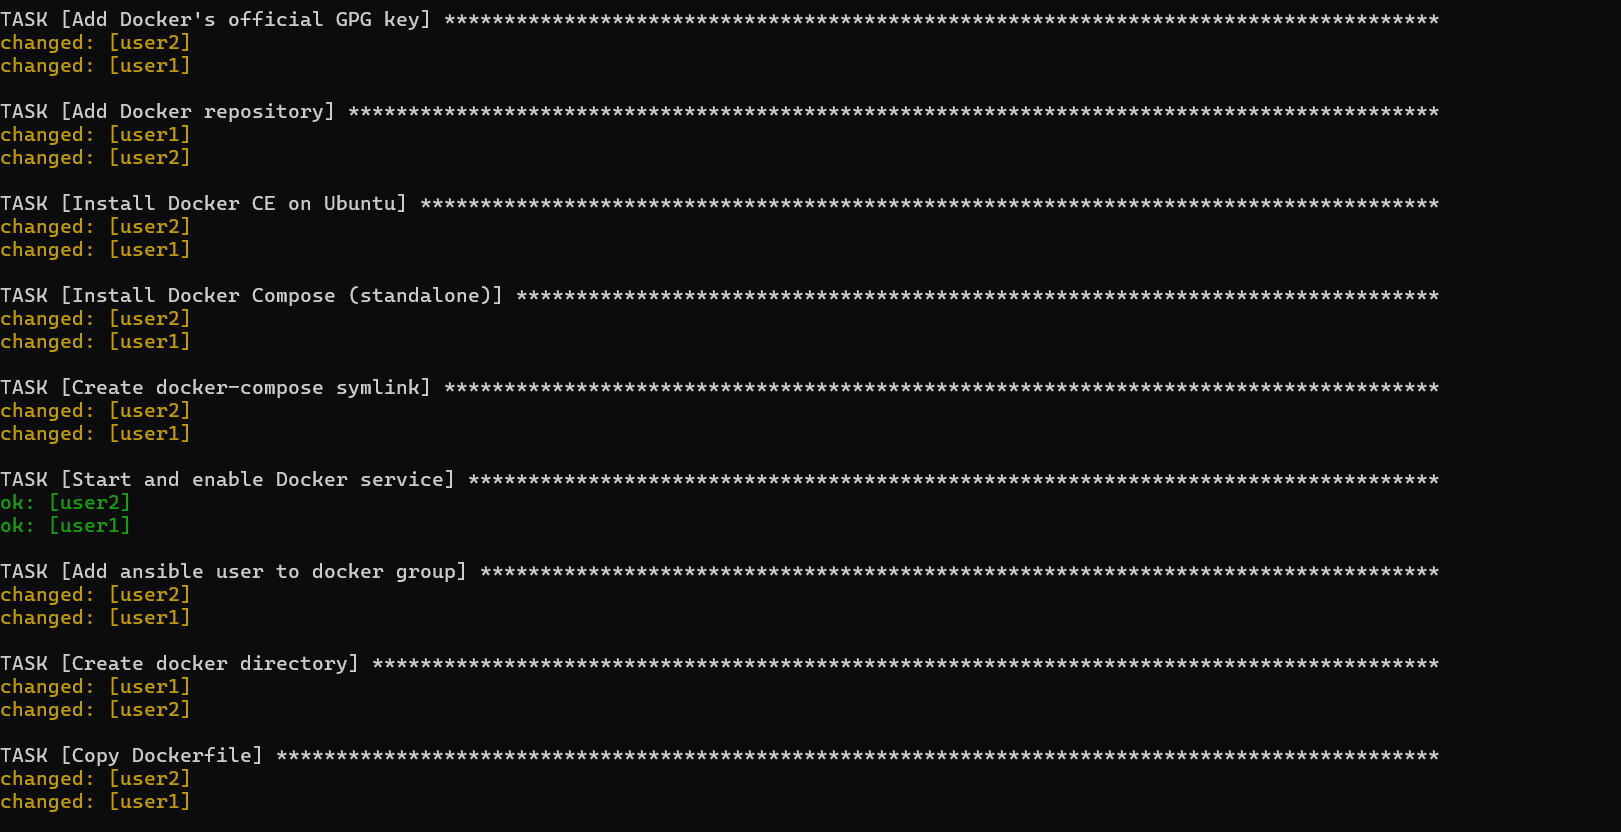 TASK [Add Docker's official GPG key] ***********************************************************************************
changed: [user2]
changed: [user1]

TASK [Add Docker repository] *******************************************************************************************
changed: [user1]
changed: [user2]

TASK [Install Docker CE on Ubuntu] *************************************************************************************
changed: [user2]
changed: [user1]

TASK [Install Docker Compose (standalone)] *****************************************************************************
changed: [user2]
changed: [user1]

TASK [Create docker-compose symlink] ***********************************************************************************
changed: [user2]
changed: [user1]

TASK [Start and enable Docker service] *********************************************************************************
ok: [user2]
ok: [user1]

TASK [Add ansible user to docker group] ********************************************************************************
changed: [user2]
changed: [user1]

TASK [Create docker directory] *****************************************************************************************
changed: [user1]
changed: [user2]

TASK [Copy Dockerfile] *************************************************************************************************
changed: [user2]
changed: [user1]